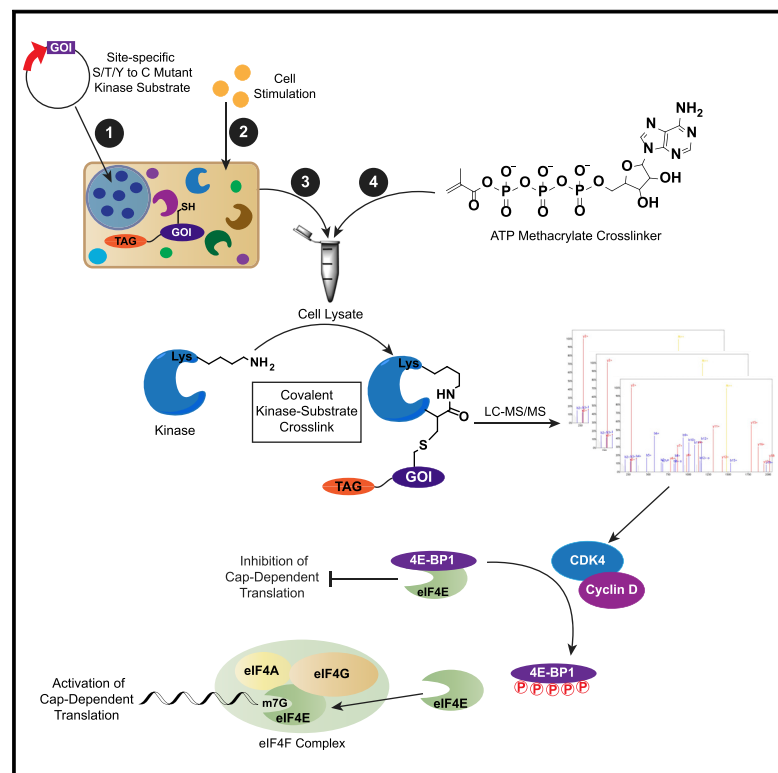 GOI
Site-specific
S/T/Y to C Mutant
Kinase Substrate
Cell
Stimulation
1
2
3
4
SH
TAG
GOI
NH2
N
N
N
N
O
O
O−
O−
O−
P
O
P
O
P
O
O
O
O
O
OH
OH
ATP Methacrylate Crosslinker
Cell Lysate
Lys
NH2
Kinase
Covalent
Kinase-Substrate
Crosslink
Lys
HN
O
S
TAG
GOI
LC-MS/MS
CDK4
Cyclin D
Inhibition of
Cap-Dependent
Translation
4E-BP1
eIF4E
4E-BP1
P P P P P
Activation of
Cap-Dependent
Translation
eIF4A
eIF4G
m7G
eIF4E
eIF4E
eIF4F Complex